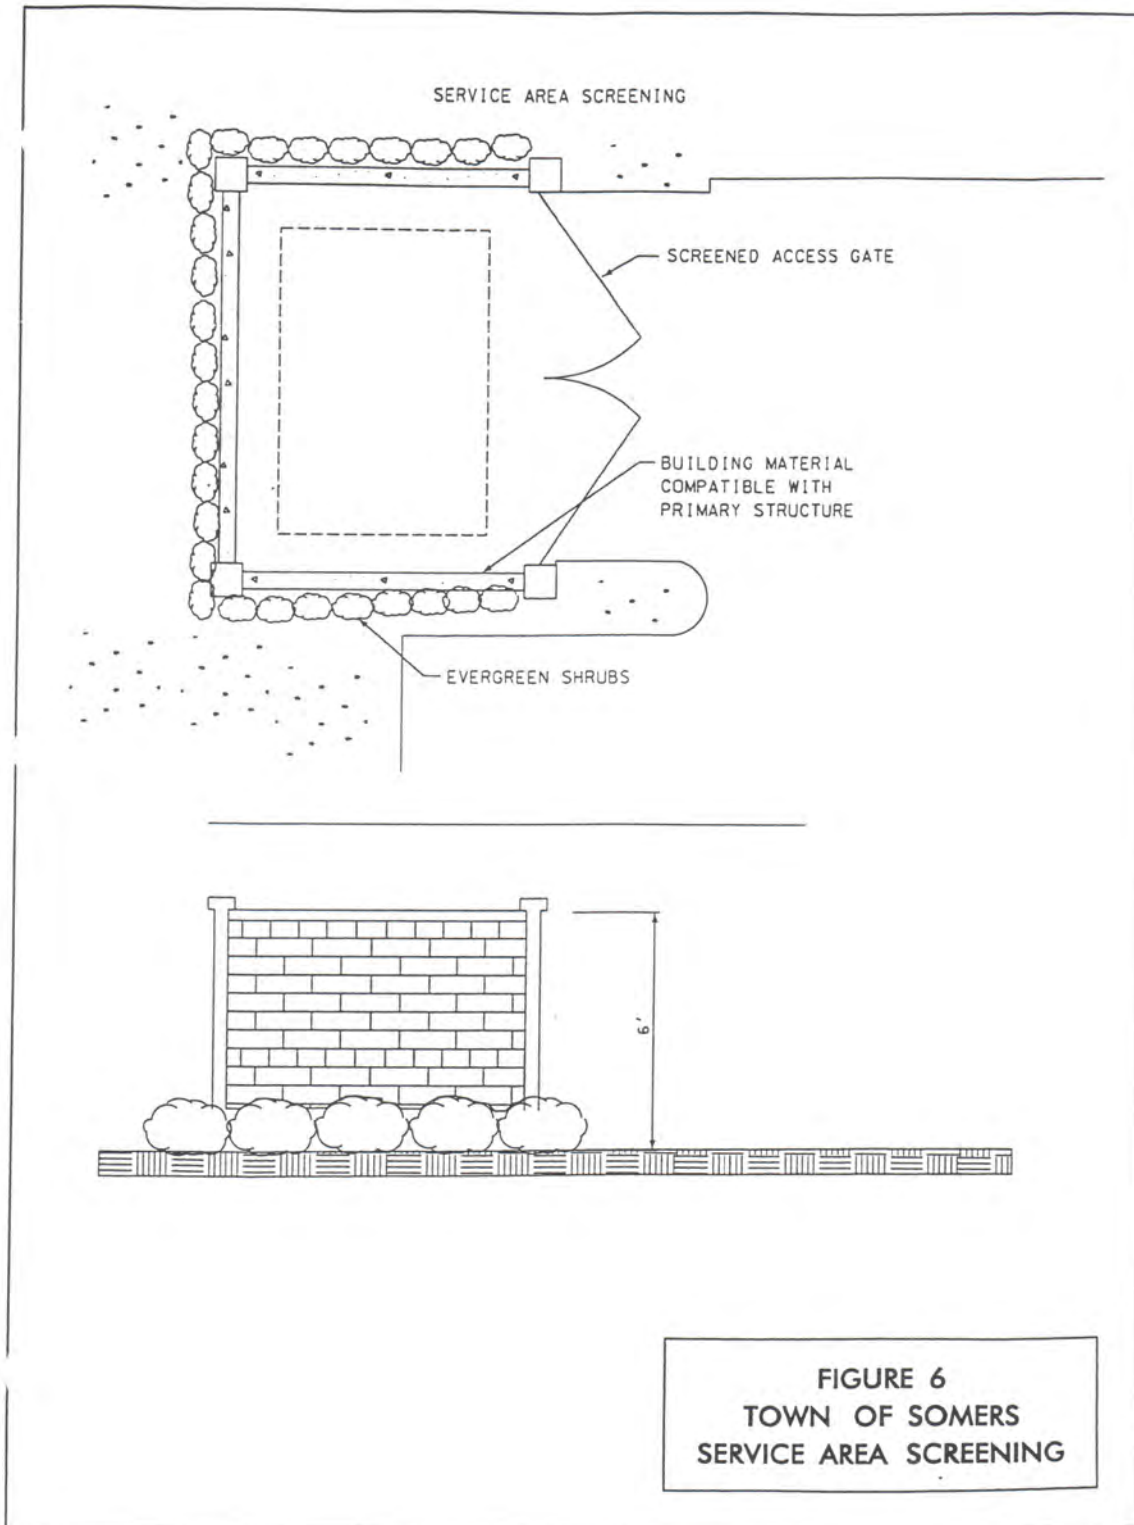 SERVICE AREA SCREENING
SCREENED ACCESS GATE
BUILDING MATERIAL
COMPATIBLE WITH
PRIMARY STRUCTURE
EVERGREEN SHRUBS
6'
FIGURE 6
TOWN OF SOMERS
SERVICE AREA SCREENING